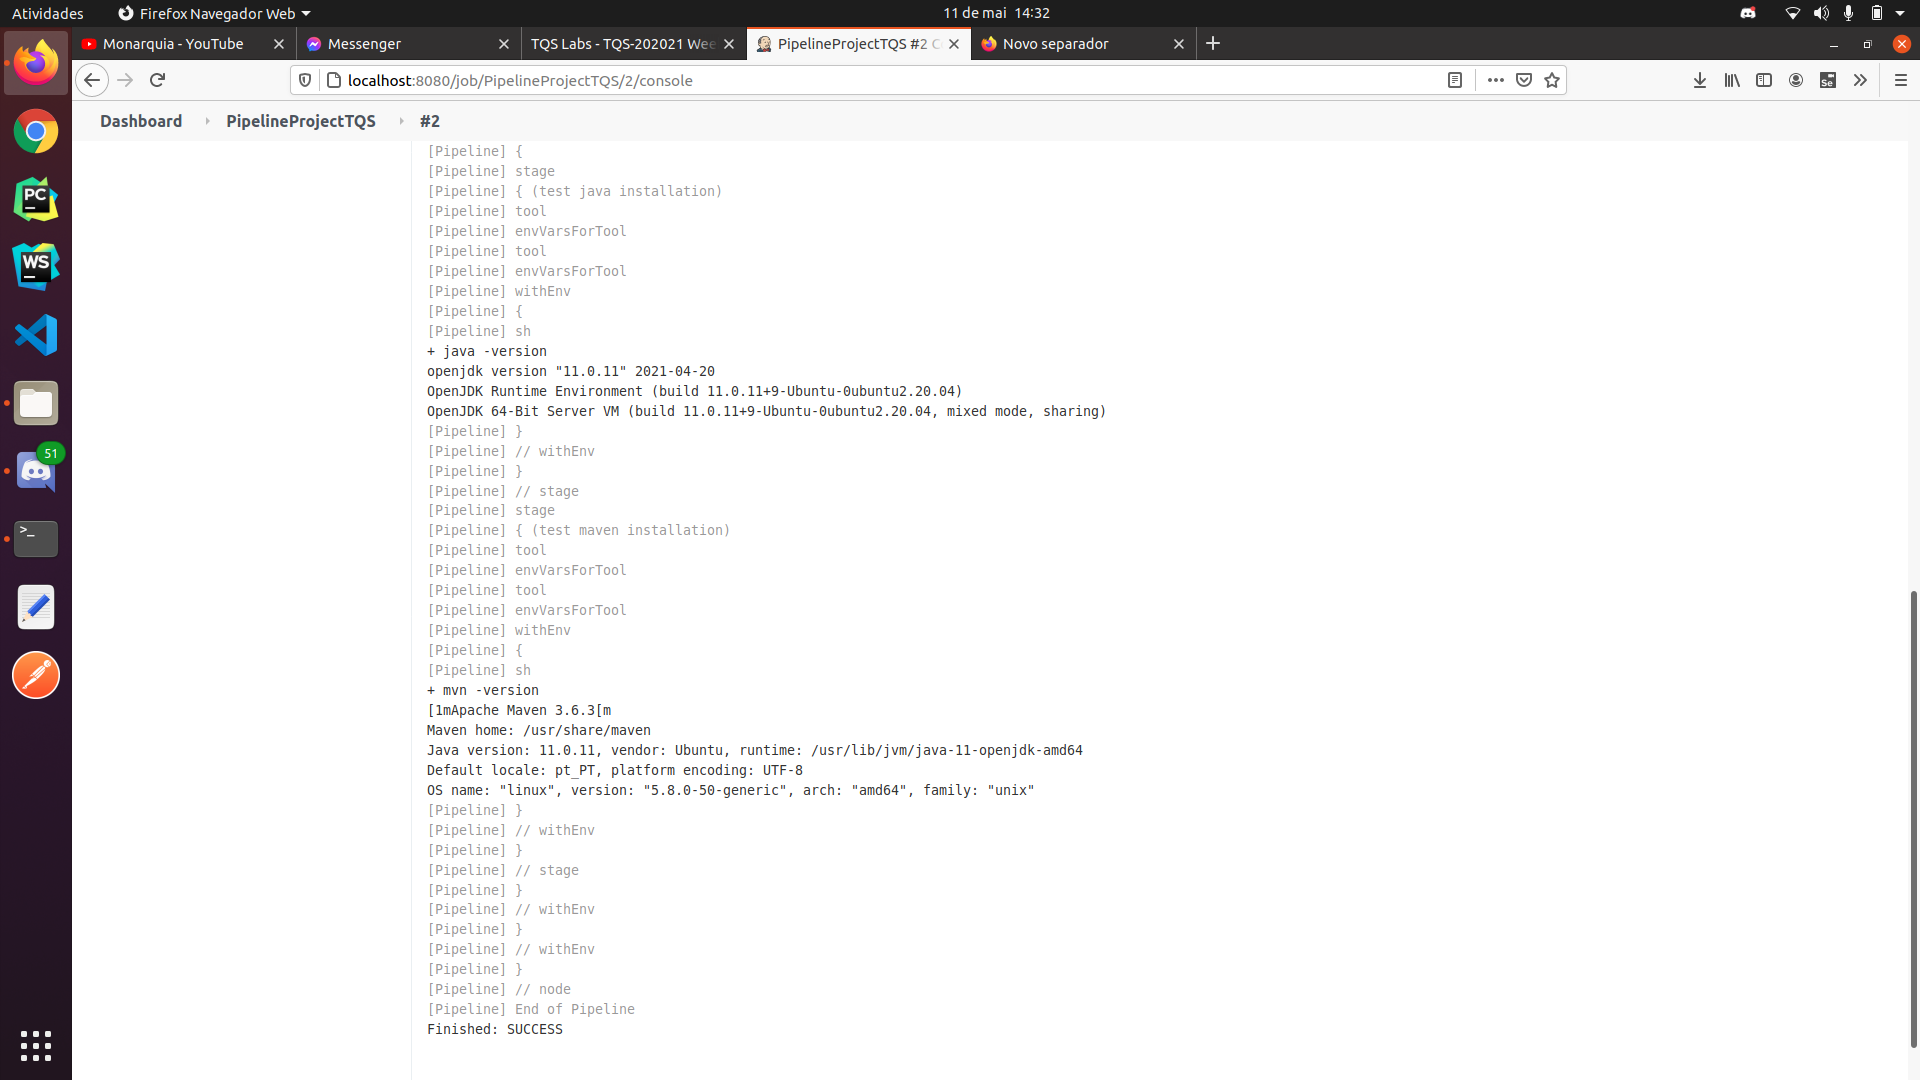 Atividades
Firefox Navegador Web
11 de mai 14:32
Monarquia - YouTube
Messenger
TQS Labs - TQS-202021 Wee
PipelineProjectTQS #2 C
Novo separador
localhost:8080/job/PipelineProjectTQS/2/console
Se
Dashboard
PipelineProjectTQS
#2
PC
WS
51
>_
[Pipeline] {
[Pipeline] stage
[Pipeline] { (test java installation)
[Pipeline] tool
[Pipeline] envVarsForTool
[Pipeline] tool
[Pipeline] envVarsForTool
[Pipeline] withEnv
[Pipeline] {
[Pipeline] sh
+ java -version
openjdk version "11.0.11" 2021-04-20
OpenJDK Runtime Environment (build 11.0.11+9-Ubuntu-0ubuntu2.20.04)
OpenJDK 64-Bit Server VM (build 11.0.11+9-Ubuntu-0ubuntu2.20.04, mixed mode, sharing)
[Pipeline] }
[Pipeline] // withEnv
[Pipeline] }
[Pipeline] // stage
[Pipeline] stage
[Pipeline] { (test maven installation)
[Pipeline] tool
[Pipeline] envVarsForTool
[Pipeline] tool
[Pipeline] envVarsForTool
[Pipeline] withEnv
[Pipeline] {
[Pipeline] sh
+ mvn -version
[1mApache Maven 3.6.3[m
Maven home: /usr/share/maven
Java version: 11.0.11, vendor: Ubuntu, runtime: /usr/lib/jvm/java-11-openjdk-amd64
Default locale: pt_PT, platform encoding: UTF-8
OS name: "linux", version: "5.8.0-50-generic", arch: "amd64", family: "unix"
[Pipeline] }
[Pipeline] // withEnv
[Pipeline] }
[Pipeline] // stage
[Pipeline] }
[Pipeline] // withEnv
[Pipeline] }
[Pipeline] // withEnv
[Pipeline] }
[Pipeline] // node
[Pipeline] End of Pipeline
Finished: SUCCESS